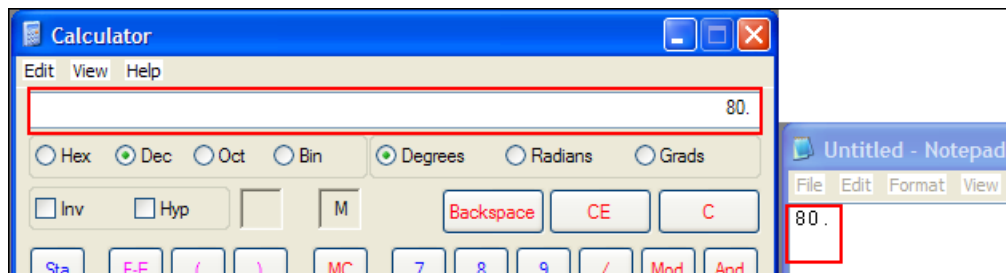 Calculator
Edit View Help
80.
Hex Dec Oct Bin Degrees Radians Grads
Inv Hyp M Backspace CE C
Sta F-E ( ) MC 7 8 9 / Mod And
Untitled - Notepad
File Edit Format View
80.